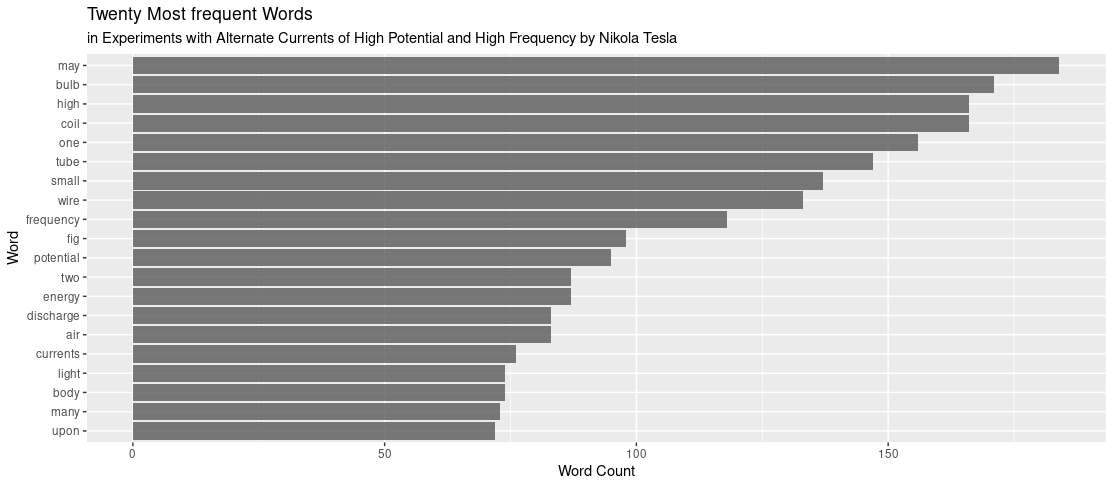 Twenty Most frequent Words
in Experiments with Alternate Currents of High Potential and High Frequency by Nikola Tesla
Word
may
bulb
high
coil
one
tube
small
wire
frequency
fig
potential
two
energy
discharge
air
currents
light
body
many
upon
0 50 100 150
Word Count